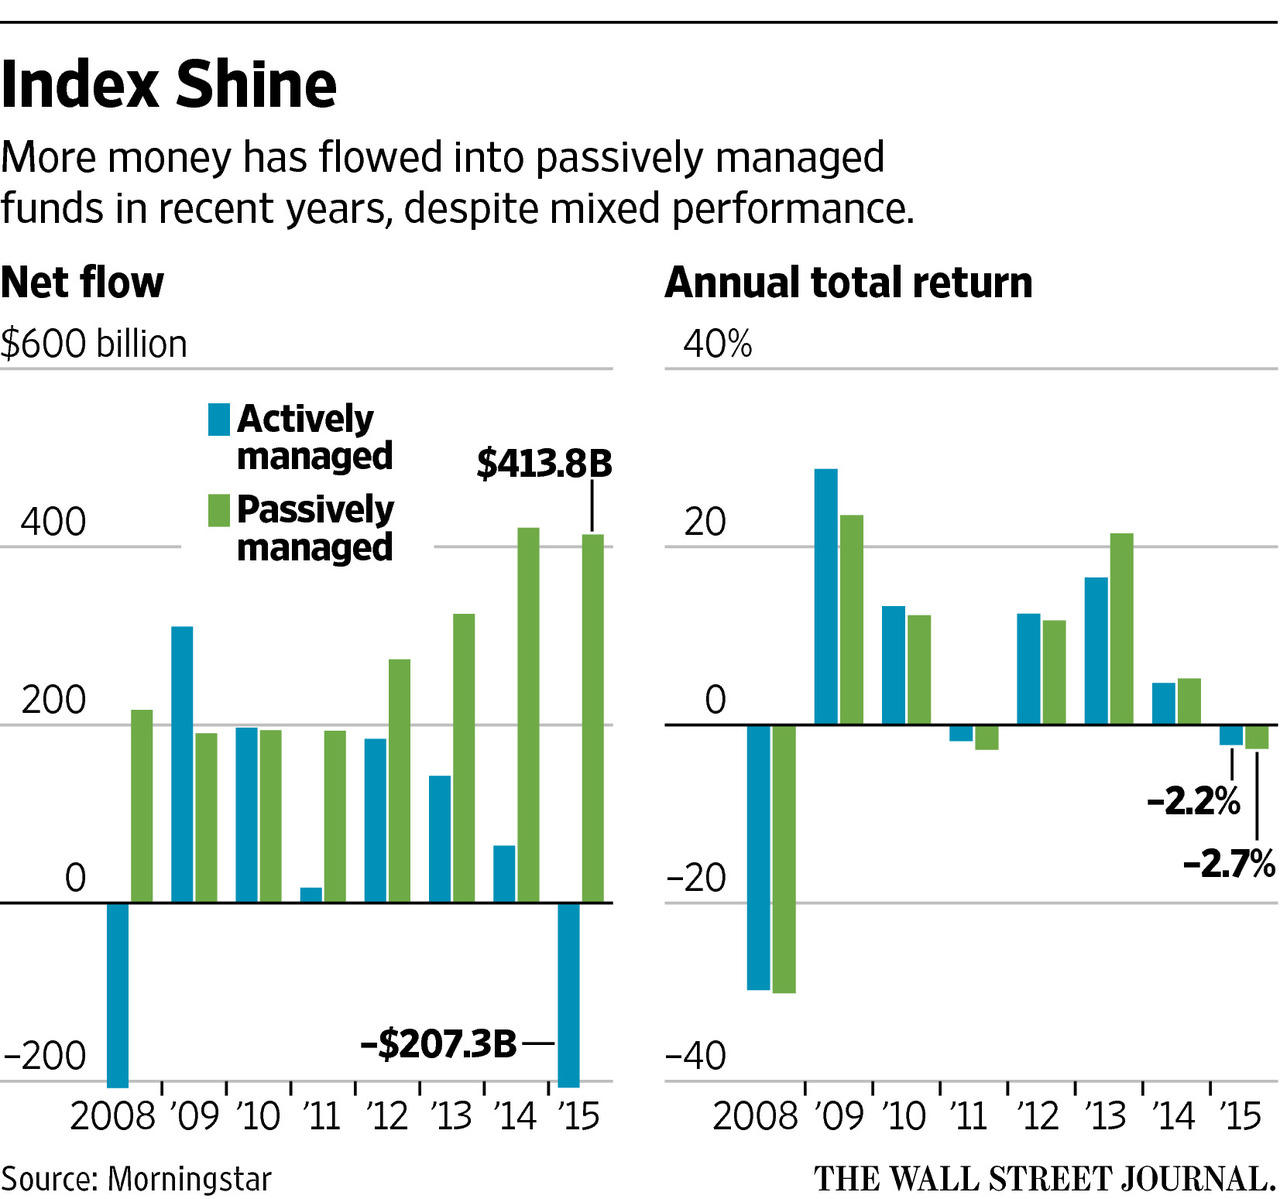 Index Shine
More money has flowed into passively managed
funds in recent years, despite mixed performance.
Net flow
$600 billion
Actively
managed
Passively
managed
$413.8B
400
200
0
–$207.3B
–200
2008 ’09 ’10 ’11 ’12 ’13 ’14 ’15
Annual total return
40%
20
0
–2.2%
–2.7%
–20
–40
2008 ’09 ’10 ’11 ’12 ’13 ’14 ’15
Source: Morningstar
THE WALL STREET JOURNAL.